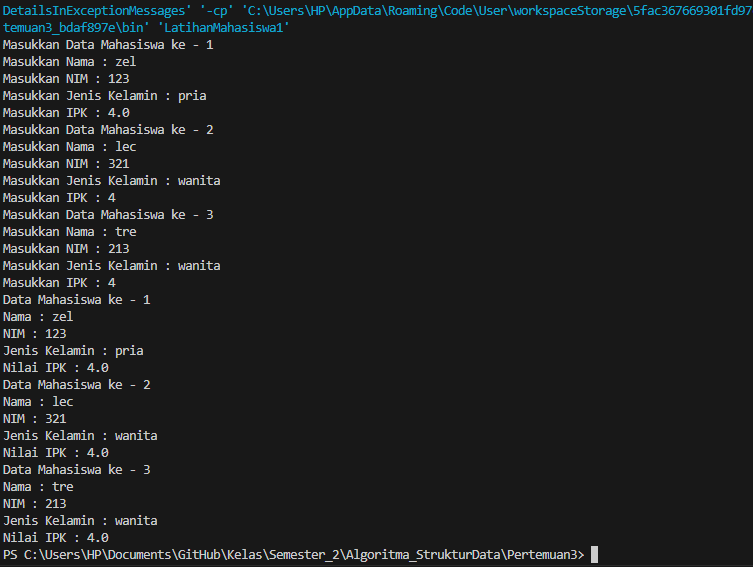 DetailsInExceptionMessages' '-cp' 'C:\Users\HP\AppData\Roaming\Code\User\workspaceStorage\5fac367669301fd97
temuan3_bdaf897e\bin' 'LatihanMahasiswa1'
Masukkan Data Mahasiswa ke - 1
Masukkan Nama : zel
Masukkan NIM : 123
Masukkan Jenis Kelamin : pria
Masukkan IPK : 4.0
Masukkan Data Mahasiswa ke - 2
Masukkan Nama : lec
Masukkan NIM : 321
Masukkan Jenis Kelamin : wanita
Masukkan IPK : 4
Masukkan Data Mahasiswa ke - 3
Masukkan Nama : tre
Masukkan NIM : 213
Masukkan Jenis Kelamin : wanita
Masukkan IPK : 4
Data Mahasiswa ke - 1
Nama : zel
NIM : 123
Jenis Kelamin : pria
Nilai IPK : 4.0
Data Mahasiswa ke - 2
Nama : lec
NIM : 321
Jenis Kelamin : wanita
Nilai IPK : 4.0
Data Mahasiswa ke - 3
Nama : tre
NIM : 213
Jenis Kelamin : wanita
Nilai IPK : 4.0
PS C:\Users\HP\Documents\GitHub\Kelas\Semester_2\Algoritma_StrukturData\Pertemuan3>